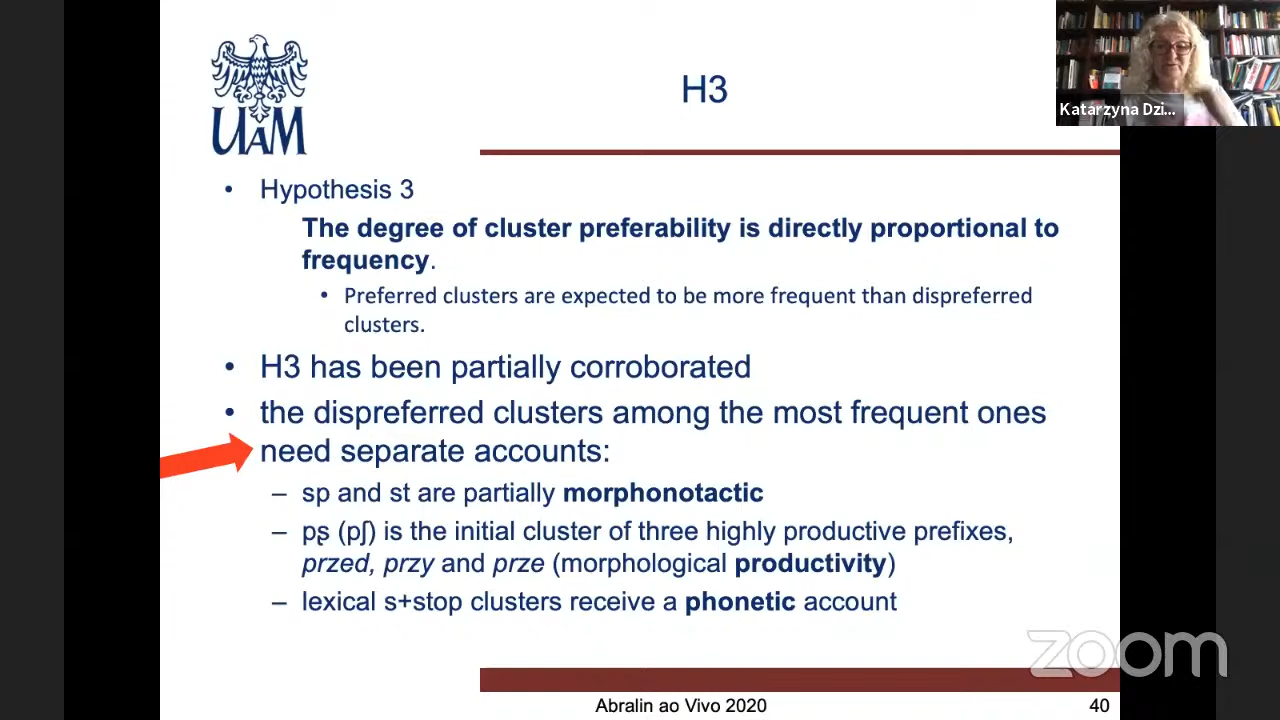 UAM
H3
Katarzyna Dzi...
• Hypothesis 3
The degree of cluster preferability is directly proportional to
frequency.
• Preferred clusters are expected to be more frequent than dispreferred
clusters.
• H3 has been partially corroborated
• the dispreferred clusters among the most frequent ones
need separate accounts:
– sp and st are partially morphonotactic
– pʂ (pʃ) is the initial cluster of three highly productive prefixes,
przed, przy and prze (morphological productivity)
– lexical s+stop clusters receive a phonetic account
zoom
Abralin ao Vivo 2020
40